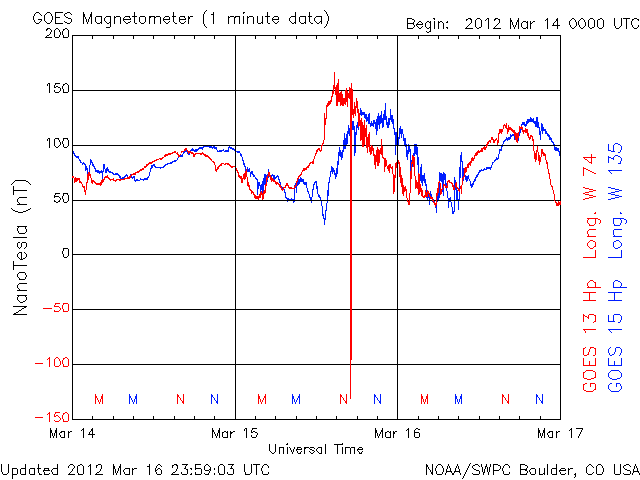 GOES Magnetometer (1 minute data)
Begin: 2012 Mar 14 0000 UTC
200
150
100
50
0
−50
−100
−150
NanoTesla (nT)
M M N N M M N N M M N N
Mar 14 Mar 15 Mar 16 Mar 17
Universal Time
GOES 13 Hp Long. W 74
GOES 15 Hp Long. W 135
Updated 2012 Mar 16 23:59:03 UTC
NOAA/SWPC Boulder, CO USA